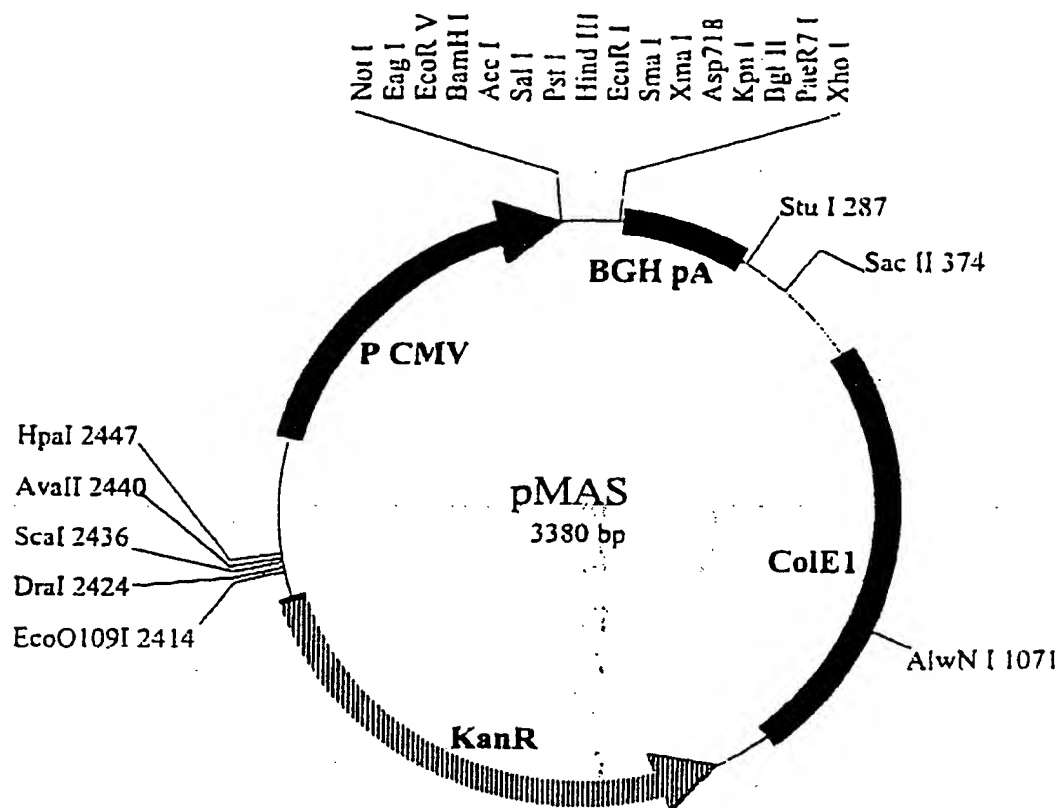 Not I
Eag I
EcoR V
BamH I
Acc I
Sal I
Pst I
Hind III
EcoR I
Sma I
Xma I
Asp718
Kpn I
Bgl II
PaeR7 I
Xho I
Stu I 287
Sac II 374
BGH pA
P CMV
HpaI 2447
AvaII 2440
ScaI 2436
DraI 2424
EcoO109I 2414
pMAS
3380 bp
ColE1
AlwN I 1071
KanR